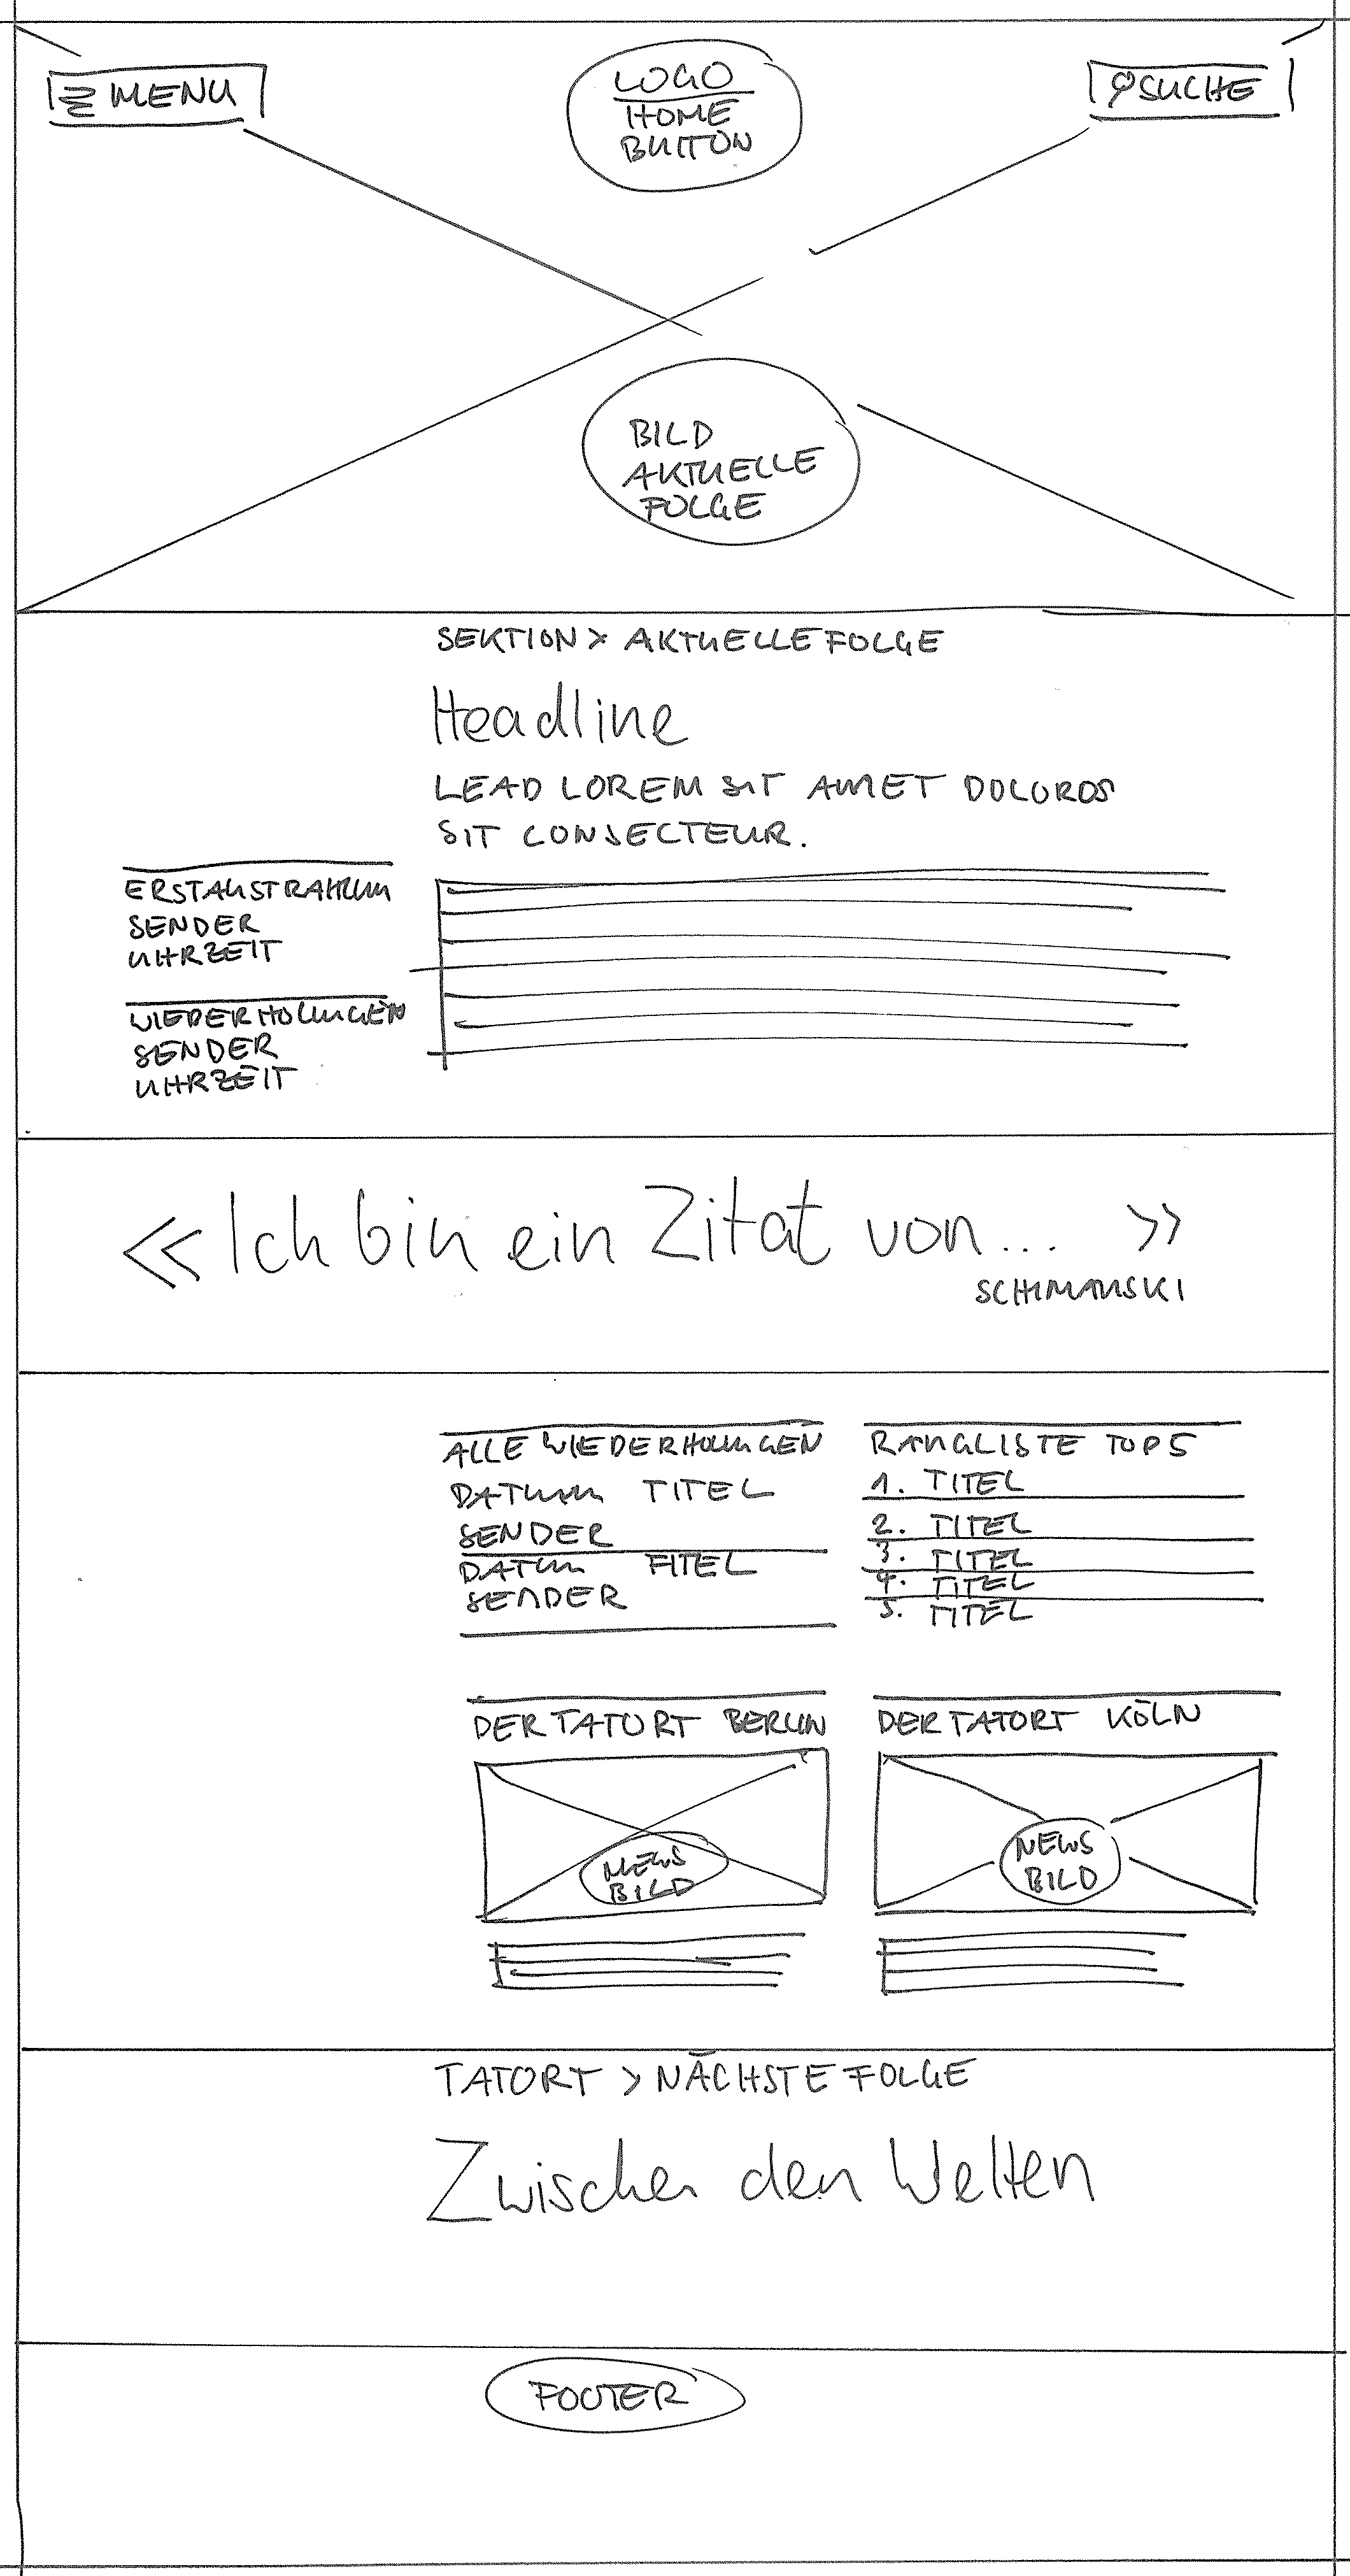 MENU
LOGO
HOME
BUTTON
SUCHE
BILD
AKTUELLE
FOLGE
SEKTION > AKTUELLE FOLGE
Headline
LEAD LOREM SIT AMET DOLOROS
SIT CONSECTEUR.
ERSTAUSTRAHLUN
SENDER
UHRZEIT
WIEDERHOLUNGEN
SENDER
UHRZEIT
<< Ich bin ein Zitat von... >>
SCHIMANSKI
ALLE WIEDERHOLUNGEN
DATUM TITEL
SENDER
DATUM TITEL
SENDER
RANGLISTE TOP 5
1. TITEL
2. TITEL
3. TITEL
4. TITEL
5. TITEL
DER TATORT BERLIN
NEWS
BILD
DER TATORT KÖLN
NEWS
BILD
TATORT > NÄCHSTE FOLGE
Zwischen den Welten
FOOTER